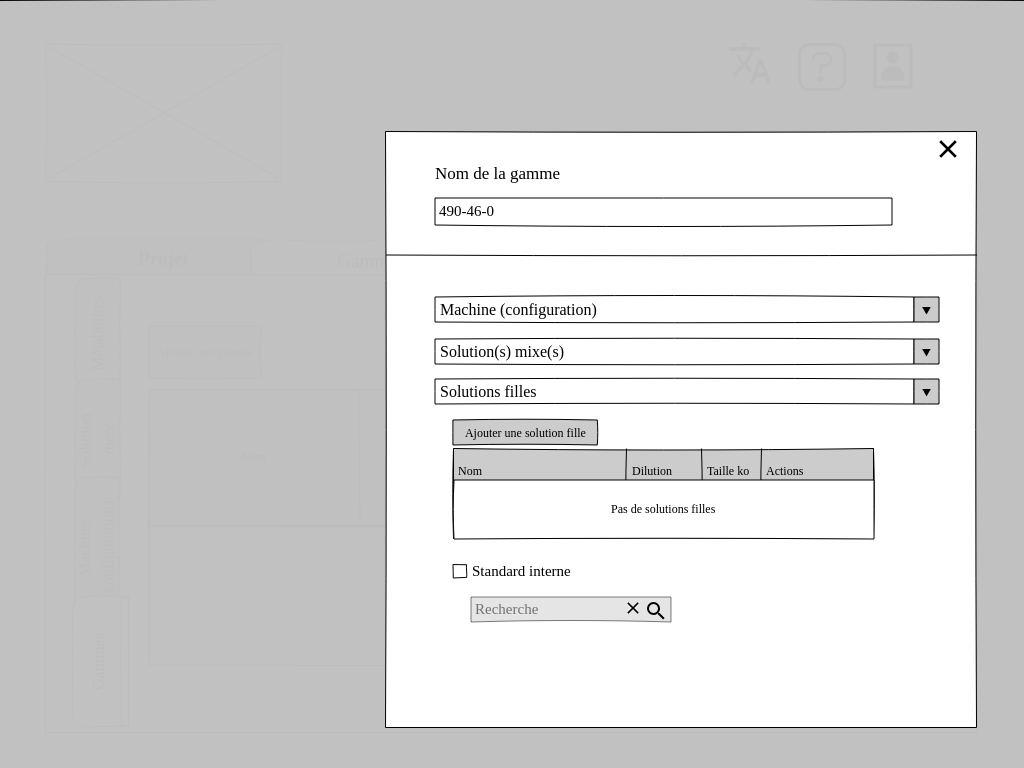 Nom de la gamme
490-46-0
Projet
Machine (configuration)
Solution(s) mixe(s)
Solutions filles
Ajouter une solution fille
Nom Dilution Taille ko Actions
Pas de solutions filles
Standard interne
Recherche